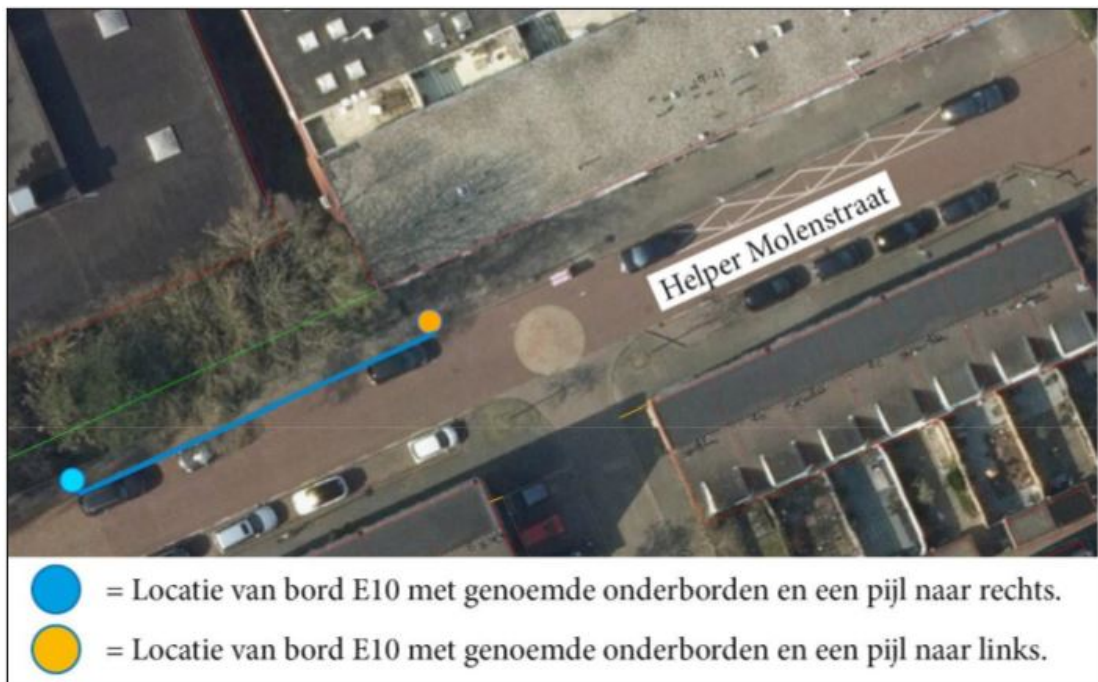 Helper Molenstraat
= Locatie van bord E10 met genoemde onderborden en een pijl naar rechts.
= Locatie van bord E10 met genoemde onderborden en een pijl naar links.